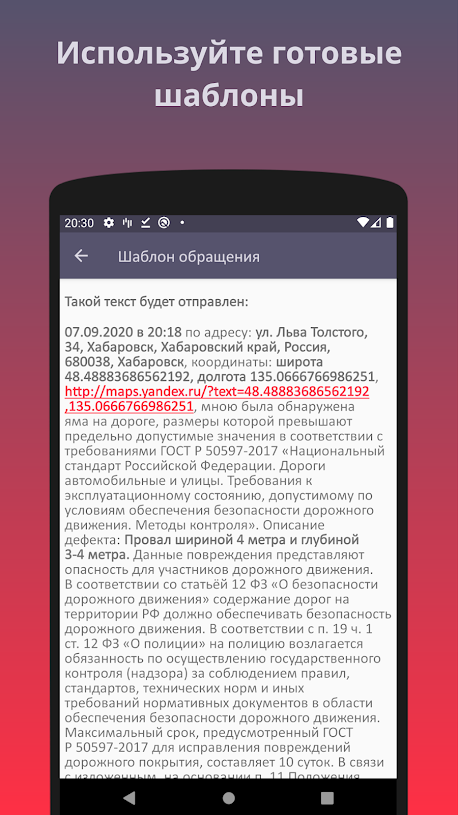 Используйте готовые
шаблоны
20:30
Шаблон обращения
Такой текст будет отправлен:
07.09.2020 в 20:18 по адресу: ул. Льва Толстого,
34, Хабаровск, Хабаровский край, Россия,
680038, Хабаровск, координаты: широта
48.48883686562192, долгота 135.0666766986251,
http://maps.yandex.ru/?text=48.48883686562192
,135.0666766986251, мною была обнаружена
яма на дороге, размеры которой превышают
предельно допустимые значения в соответствии с
требованиями ГОСТ Р 50597-2017 «Национальный
стандарт Российской Федерации. Дороги
автомобильные и улицы. Требования к
эксплуатационному состоянию, допустимому по
условиям обеспечения безопасности дорожного
движения. Методы контроля». Описание
дефекта: Провал шириной 4 метра и глубиной
3-4 метра. Данные повреждения представляют
опасность для участников дорожного движения.
В соответствии со статьёй 12 ФЗ «О безопасности
дорожного движения» содержание дорог на
территории РФ должно обеспечивать безопасность
дорожного движения. В соответствии с п. 19 ч. 1
ст. 12 ФЗ «О полиции» на полицию возлагается
обязанность по осуществлению государственного
контроля (надзора) за соблюдением правил,
стандартов, технических норм и иных
требований нормативных документов в области
обеспечения безопасности дорожного движения.
Максимальный срок, предусмотренный ГОСТ
Р 50597-2017 для исправления повреждений
дорожного покрытия, составляет 10 суток. В связи
с изложенным, на основании п. 11 Положения